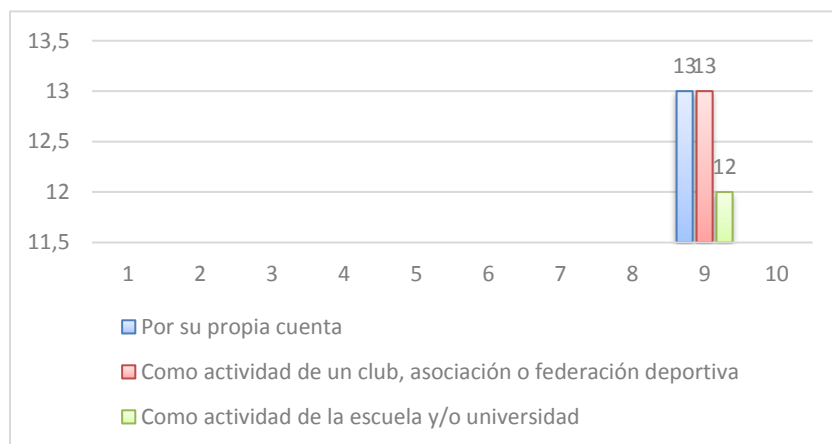 13,5
13
12,5
12
11,5
13 13
12
1 2 3 4 5 6 7 8 9 10
Por su propia cuenta
Como actividad de un club, asociación o federación deportiva
Como actividad de la escuela y/o universidad